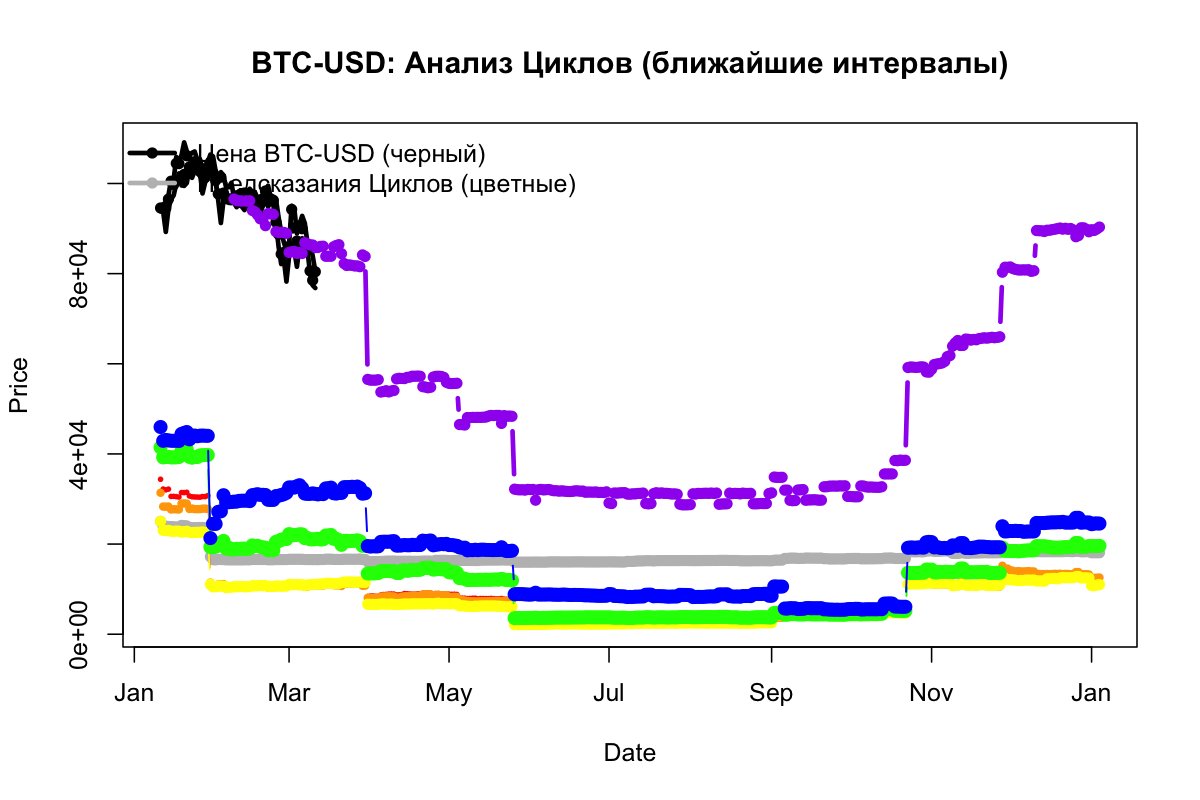 BTC-USD: Анализ Циклов (ближайшие интервалы)
Цена BTC-USD (черный)
Предсказания Циклов (цветные)
Price
8e+04
4e+04
0e+00
Jan
Mar
May
Jul
Sep
Nov
Jan
Date